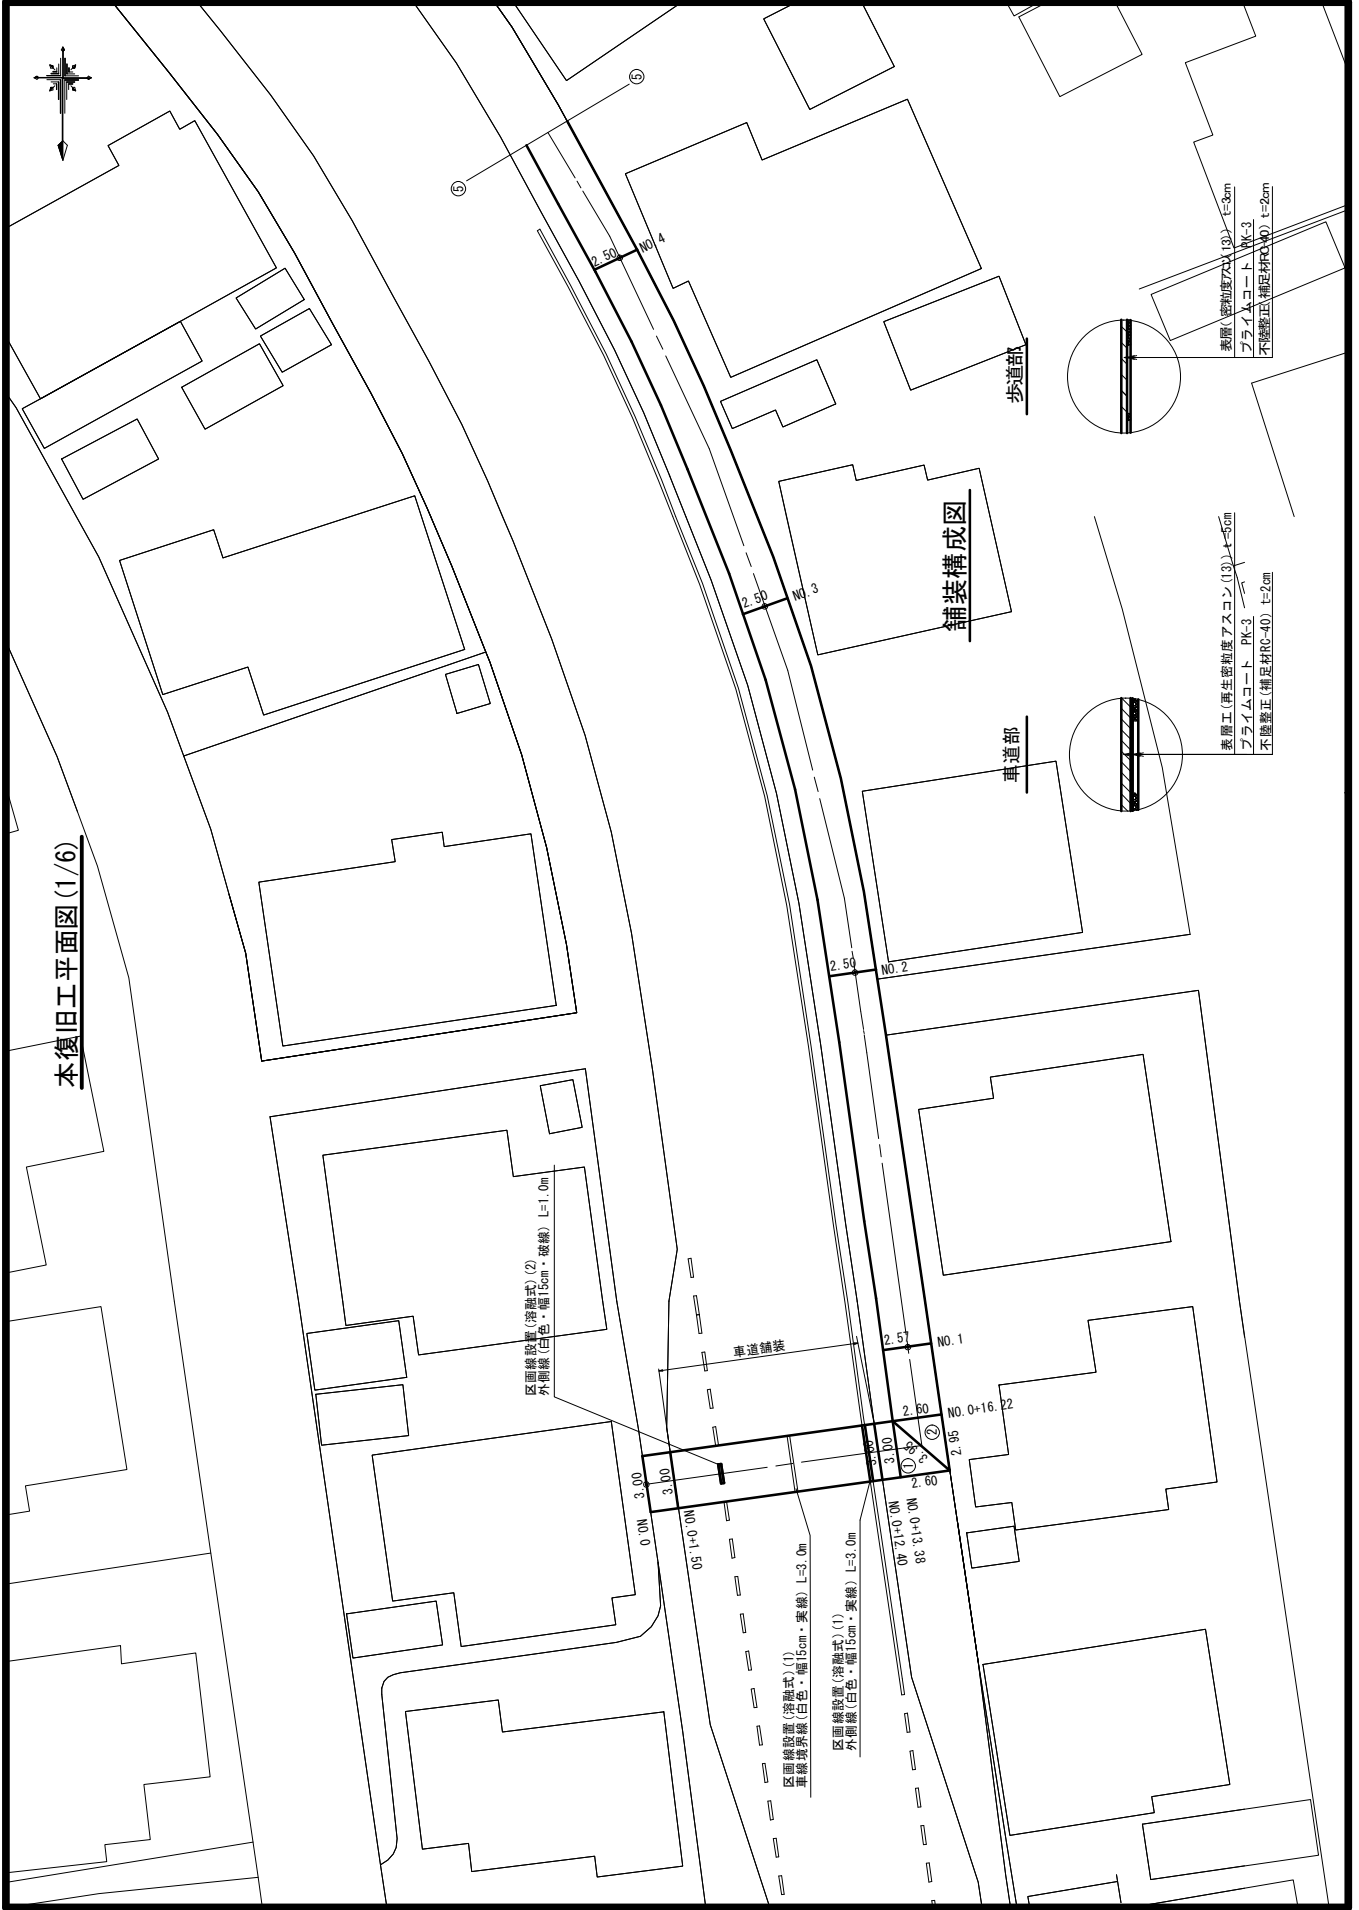 本復旧工平面図(1/6)
区画線設置(溶融式)(2)
外側線(白色・幅15cm・破線) L=1.0m
車道舗装
3.00
NO.0
3.00
NO.0+1.50
区画線設置(溶融式)(1)
車線境界線(白色・幅15cm・実線) L=3.0m
区画線設置(溶融式)(1)
外側線(白色・幅15cm・実線) L=3.0m
3.00
3.00
NO.0+12.40
NO.0+13.38
①
②
2.60
2.60
2.95
NO.0+16.22
2.57
NO.1
2.50
NO.2
2.50
NO.3
2.50
NO.4
⑤
⑤
舗装構成図
車道部
表層工(再生密粒度アスコン(13)) t=5cm
プライムコート PK-3
不陸整正(補足材RC-40) t=2cm
歩道部
表層(密粒度アスコン(13)) t=3cm
プライムコート PK-3
不陸整正(補足材RC-40) t=2cm